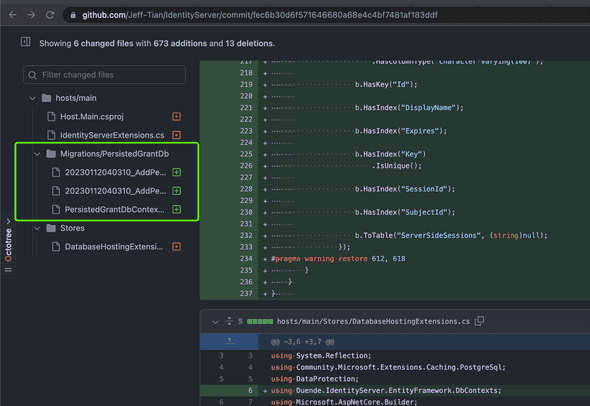 github.com/Jeff-Tian/IdentityServer/commit/fec6b30d6f571646680a68e4c4bf7481af183ddf
Showing 6 changed files with 673 additions and 13 deletions.
Filter changed files
hosts/main
Host.Main.csproj
IdentityServerExtensions.cs
Migrations/PersistedGrantDb
20230112040310_AddPe...
20230112040310_AddPe...
PersistedGrantDbContex...
Stores
DatabaseHostingExtensi...
Octotree
217 + .HasColumnType("character varying(100)");
218 +
219 + b.HasKey("Id");
220 +
221 + b.HasIndex("DisplayName");
222 +
223 + b.HasIndex("Expires");
224 +
225 + b.HasIndex("Key")
226 + .IsUnique();
227 +
228 + b.HasIndex("SessionId");
229 +
230 + b.HasIndex("SubjectId");
231 +
232 + b.ToTable("ServerSideSessions", (string)null);
233 + });
234 + #pragma warning restore 612, 618
235 + }
236 + }
237 + }
5 hosts/main/Stores/DatabaseHostingExtensions.cs
@@ -3,6 +3,7 @@
3 3 using System.Reflection;
4 4 using Community.Microsoft.Extensions.Caching.PostgreSql;
5 5 using DataProtection;
6 + using Duende.IdentityServer.EntityFramework.DbContexts;
6 7 using Microsoft.AspNetCore.Builder;